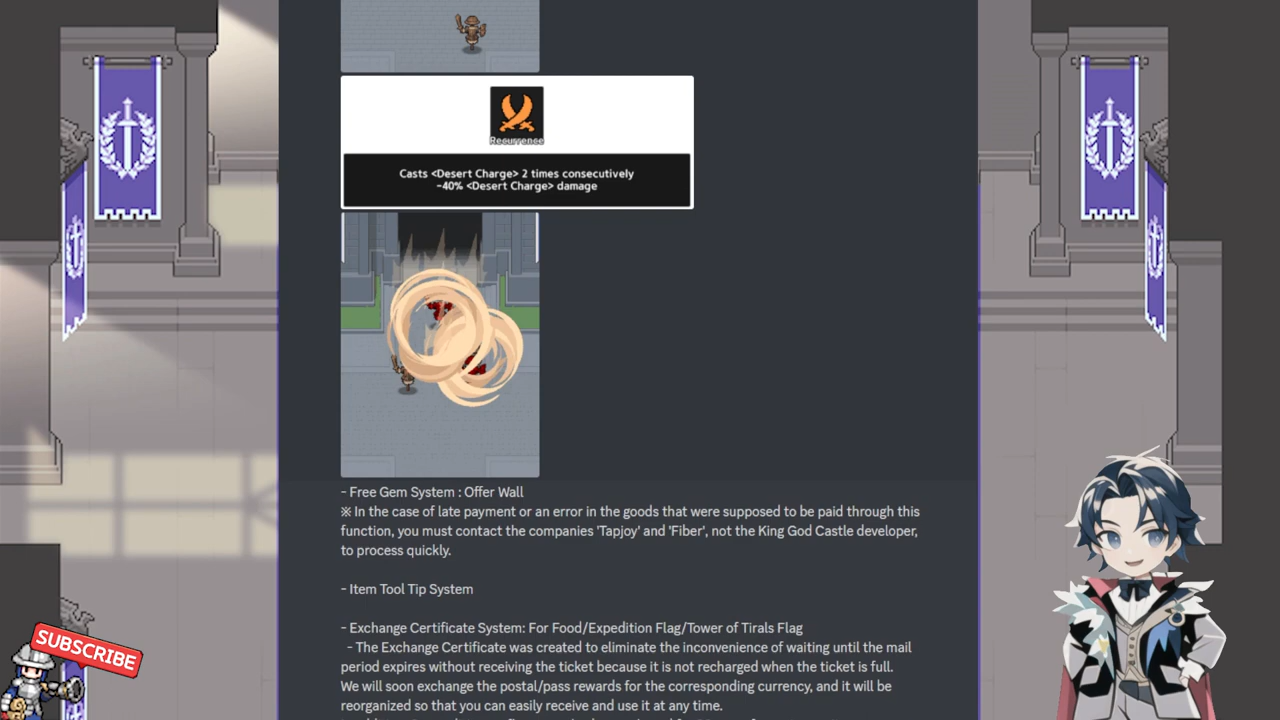 Recurrence
Casts <Desert Charge> 2 times consecutively
-40% <Desert Charge> damage
- Free Gem System : Offer Wall
※ In the case of late payment or an error in the goods that were supposed to be paid through this
function, you must contact the companies 'Tapjoy' and 'Fiber', not the King God Castle developer,
to process quickly.
- Item Tool Tip System
- Exchange Certificate System: For Food/Expedition Flag/Tower of Tirals Flag
- The Exchange Certificate was created to eliminate the inconvenience of waiting until the mail
period expires without receiving the ticket because it is not recharged when the ticket is full.
We will soon exchange the postal/pass rewards for the corresponding currency, and it will be
reorganized so that you can easily receive and use it at any time.
SUBSCRIBE